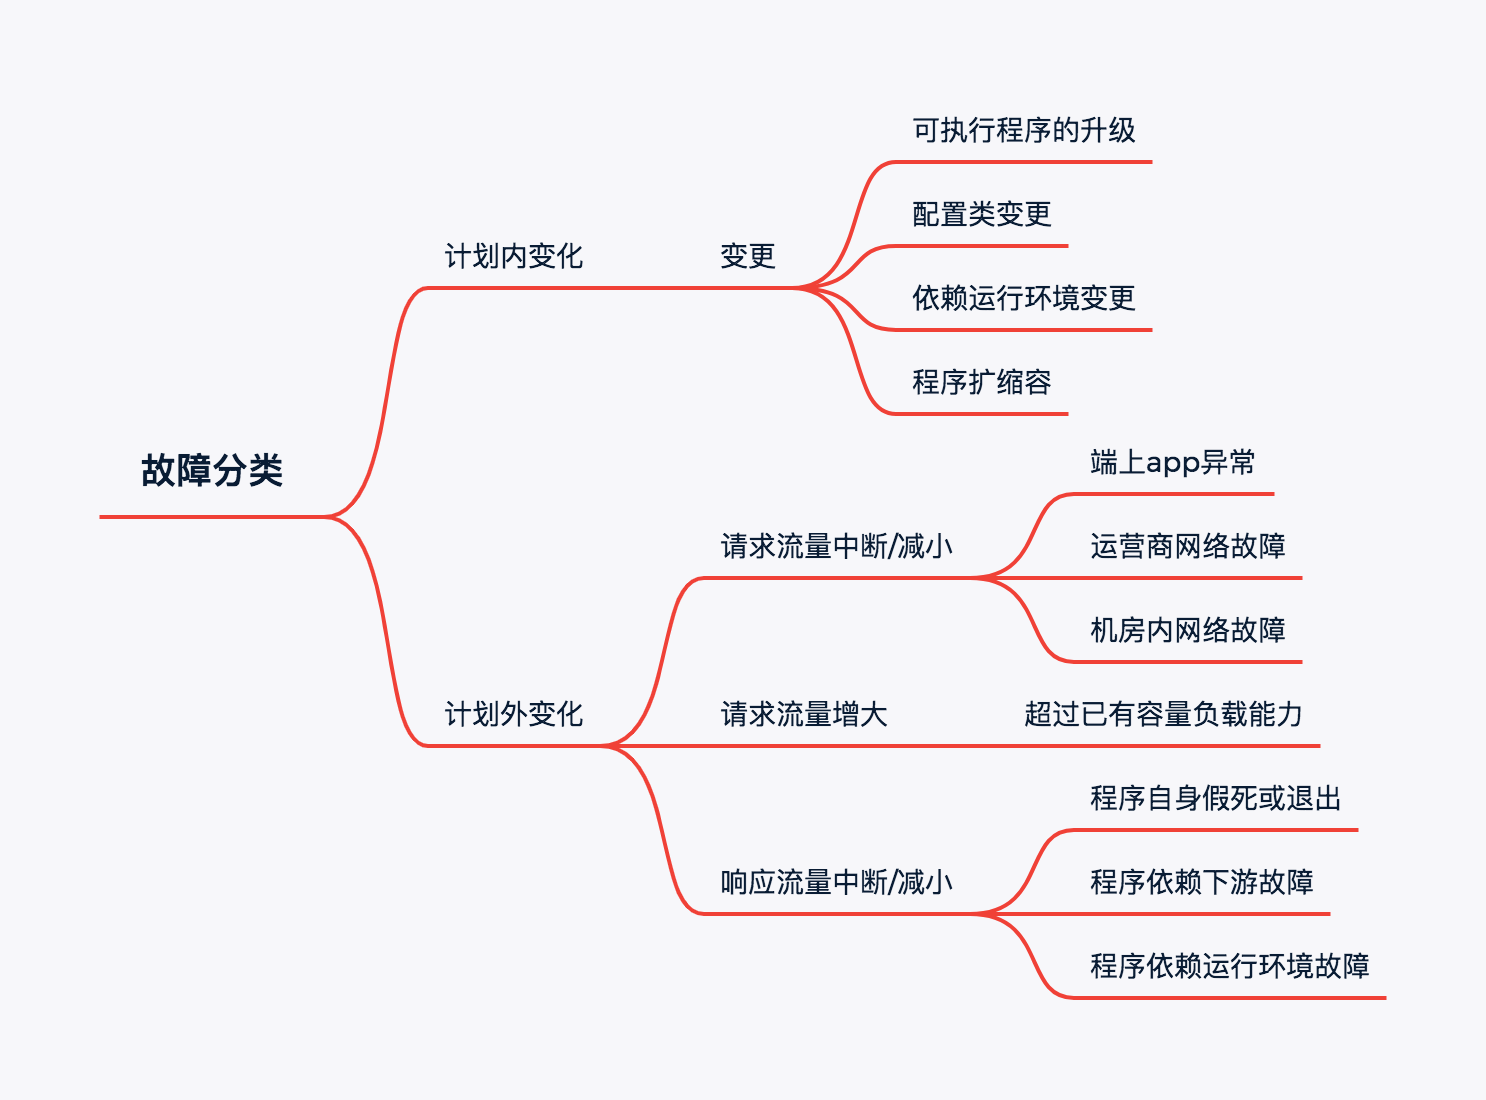 故障分类
计划内变化
变更
可执行程序的升级
配置类变更
依赖运行环境变更
程序扩缩容
计划外变化
请求流量中断/减小
端上app异常
运营商网络故障
机房内网络故障
请求流量增大
超过已有容量负载能力
响应流量中断/减小
程序自身假死或退出
程序依赖下游故障
程序依赖运行环境故障